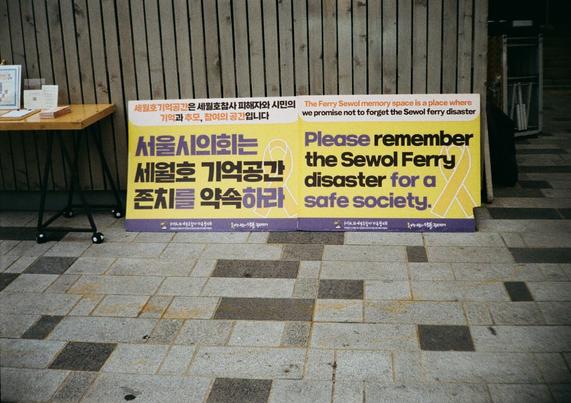 세월호기억공간은 세월호참사 피해자와 시민의
기억과 추모, 참여의 공간입니다
서울시의회는
세월호 기억공간
존치를 약속하라
The Ferry Sewol memory space is a place where
we promise not to forget the Sewol ferry disaster
Please remember
the Sewol Ferry
disaster for a
safe society.